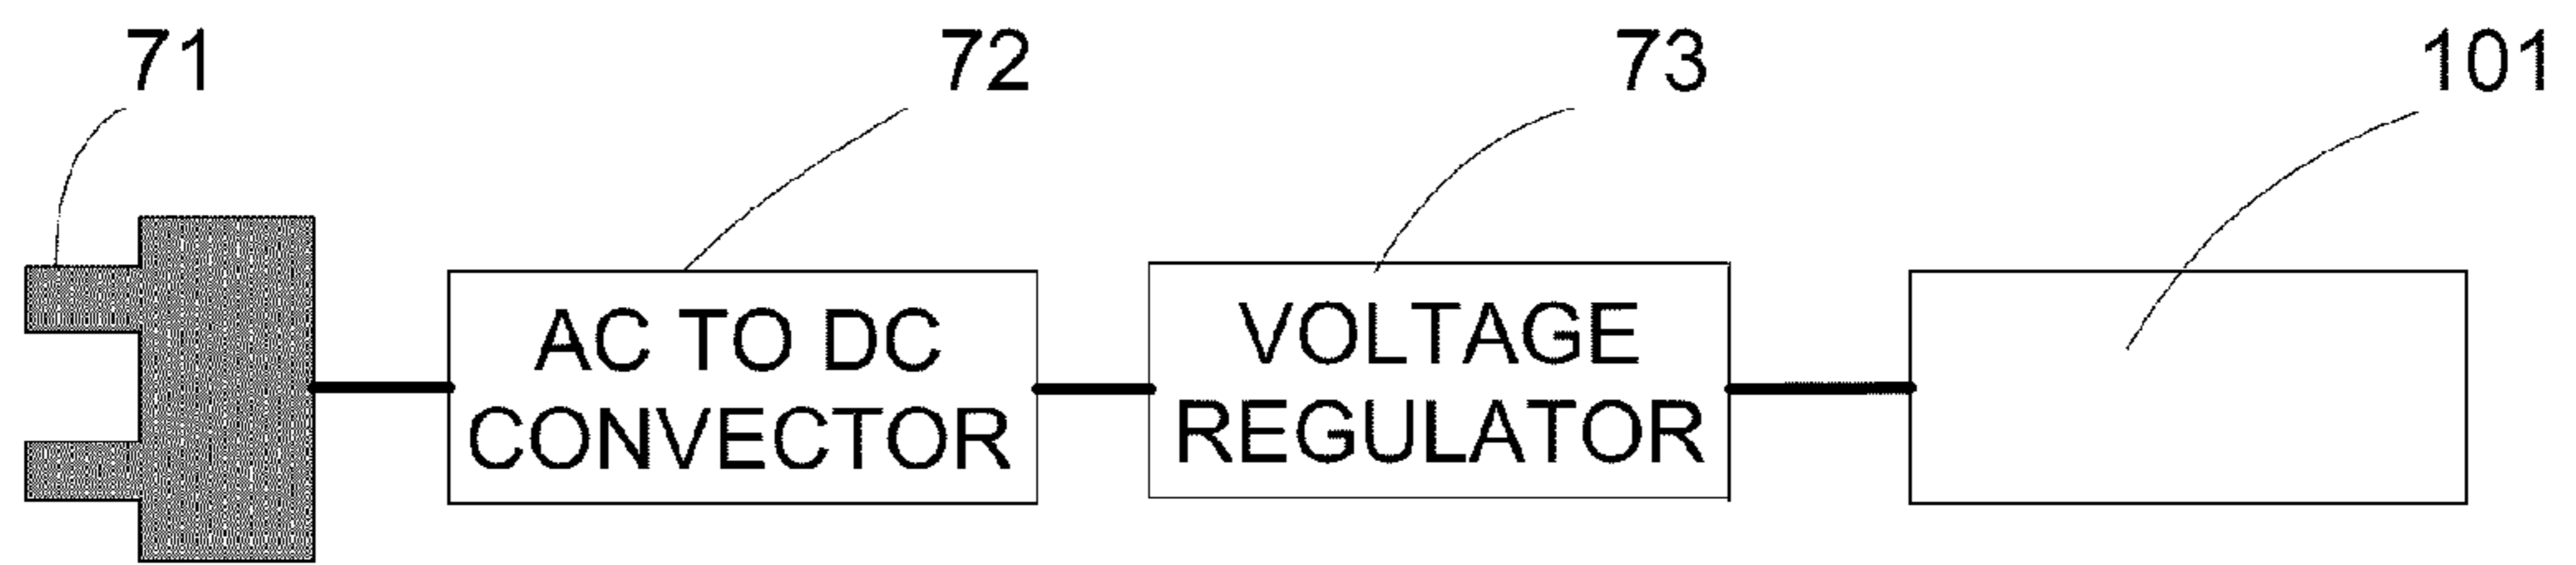 71
72
73
101
AC TO DC
CONVECTOR
VOLTAGE
REGULATOR